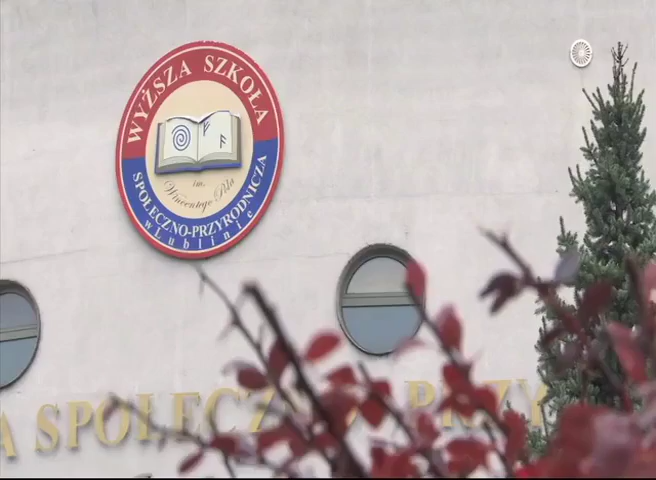 WYŻSZA SZKOŁA
im.
Wincentego Pola
SPOŁECZNO-PRZYRODNICZA
w Lublinie
A SPOŁECZ PRZY